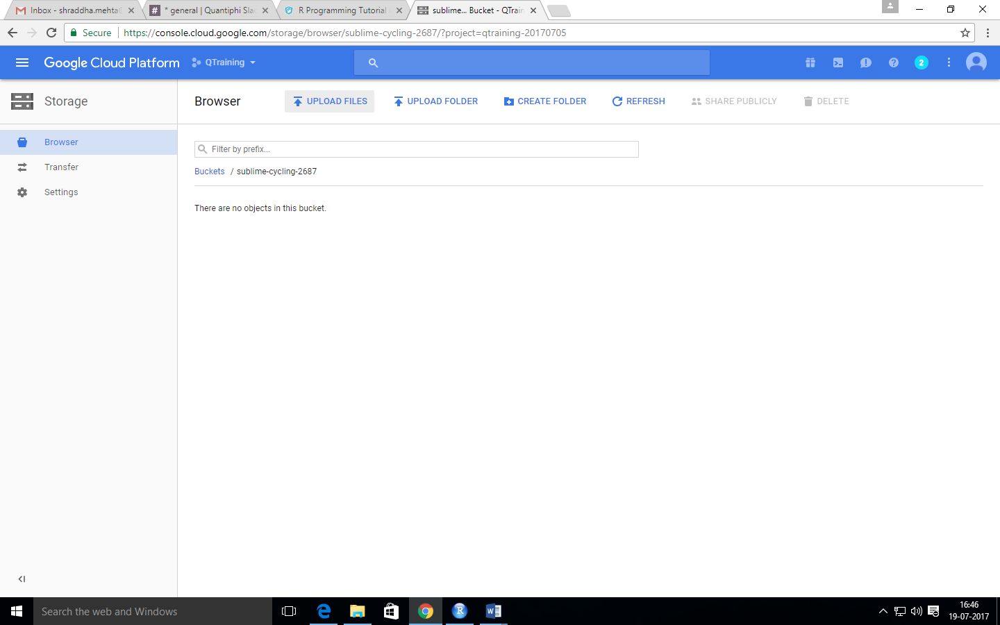 Inbox - shraddha.mehta
* general | Quantiphi Sla
R Programming Tutorial
sublime... Bucket - QTrain
Secure
https://console.cloud.google.com/storage/browser/sublime-cycling-2687/?project=qtraining-20170705
Google Cloud Platform
QTraining
2
Storage
Browser
UPLOAD FILES
UPLOAD FOLDER
CREATE FOLDER
REFRESH
SHARE PUBLICLY
DELETE
Browser
Transfer
Settings
Filter by prefix...
Buckets / sublime-cycling-2687
There are no objects in this bucket.
Search the web and Windows
16:46
19-07-2017